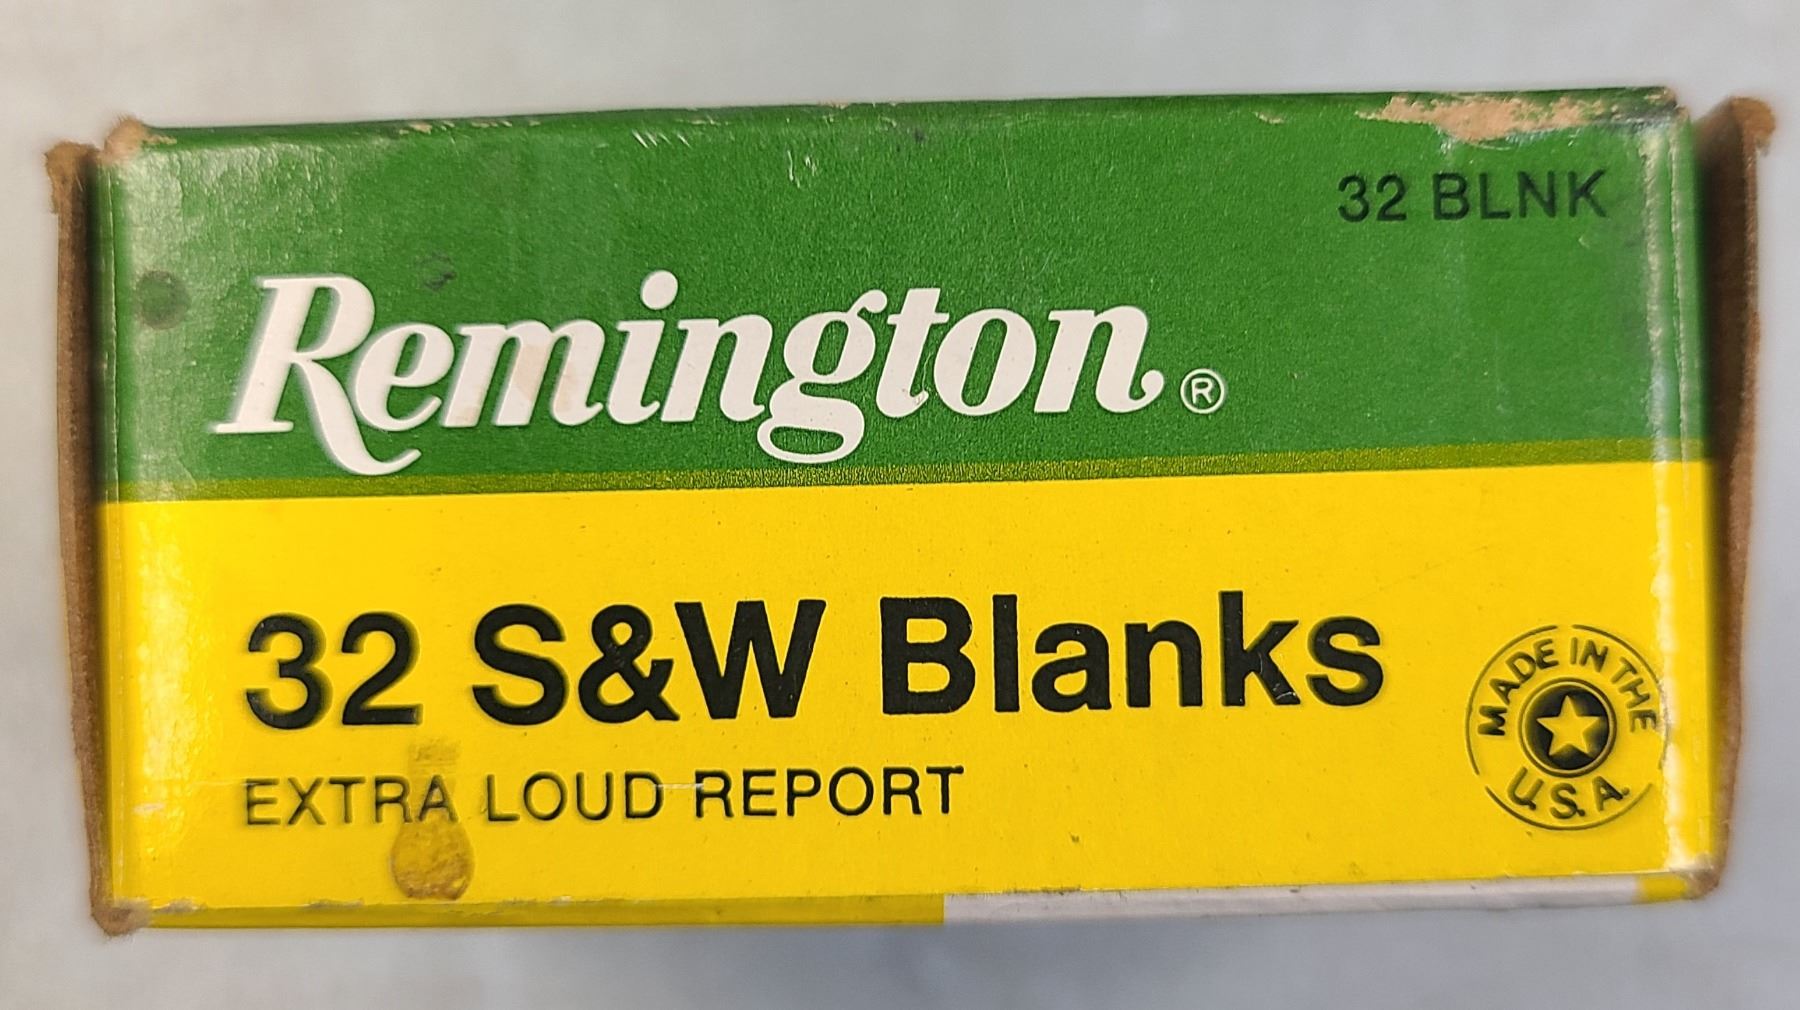 32 BLNK
Remington®
32 S&W Blanks
EXTRA LOUD REPORT
MADE IN THE
U.S.A.